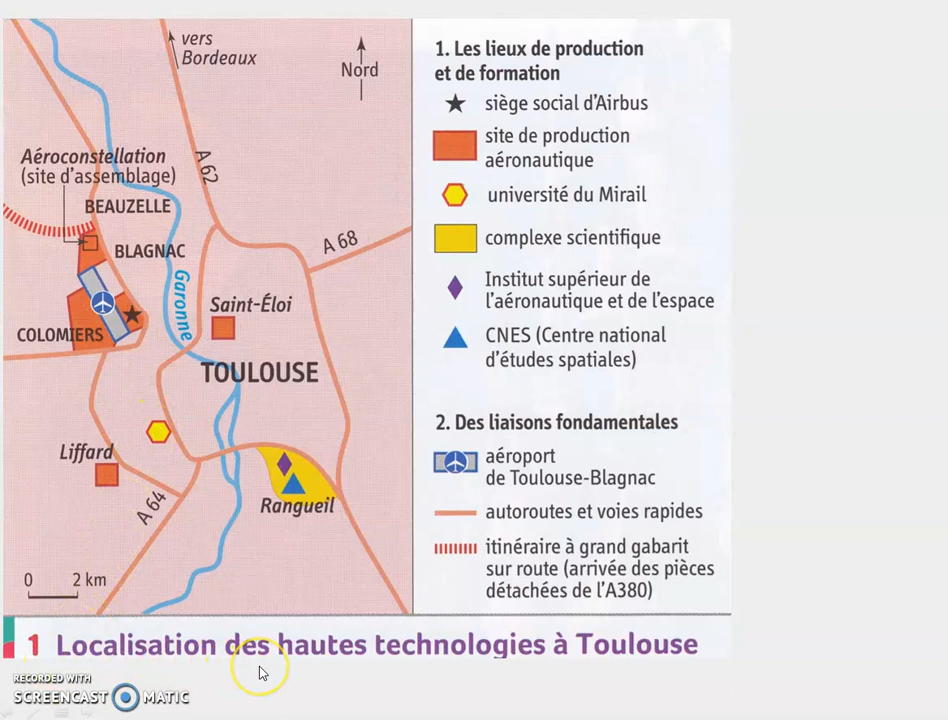 vers
Bordeaux
Nord
A 62
Aéroconstellation
(site d'assemblage)
BEAUZELLE
BLAGNAC
A 68
Garonne
Saint-Éloi
COLOMIERS
TOULOUSE
Liffard
A 64
Rangueil
0 2 km
1. Les lieux de production
et de formation
siège social d'Airbus
site de production
aéronautique
université du Mirail
complexe scientifique
Institut supérieur de
l'aéronautique et de l'espace
CNES (Centre national
d'études spatiales)
2. Des liaisons fondamentales
aéroport
de Toulouse-Blagnac
autoroutes et voies rapides
itinéraire à grand gabarit
sur route (arrivée des pièces
détachées de l'A380)
1 Localisation des hautes technologies à Toulouse
RECORDED WITH
SCREENCAST MATIC